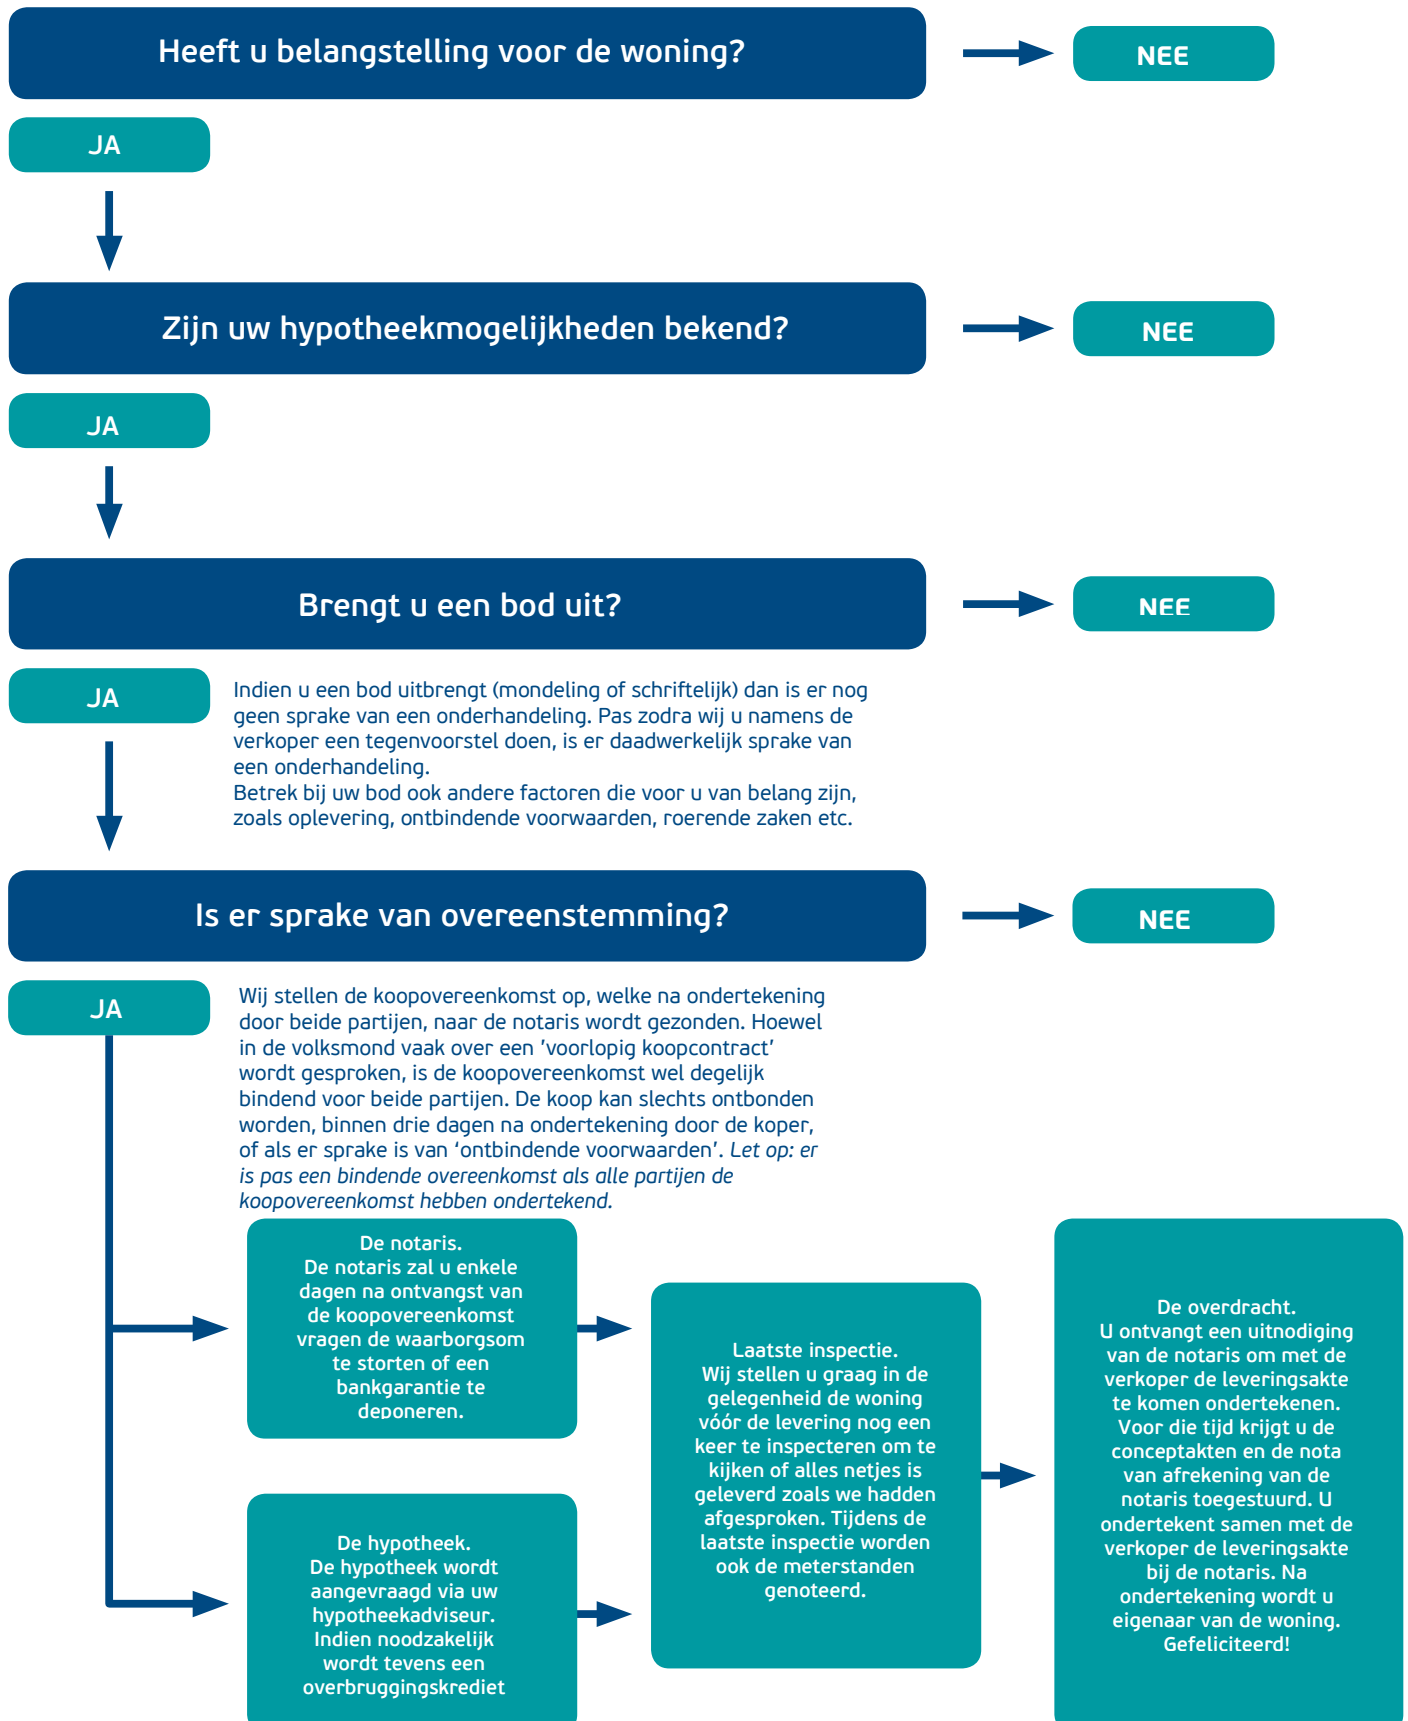 Heeft u belangstelling voor de woning?
NEE
JA
Zijn uw hypotheekmogelijkheden bekend?
NEE
JA
Brengt u een bod uit?
NEE
JA
Indien u een bod uitbrengt (mondeling of schriftelijk) dan is er nog
geen sprake van een onderhandeling. Pas zodra wij u namens de
verkoper een tegenvoorstel doen, is er daadwerkelijk sprake van
een onderhandeling.
Betrek bij uw bod ook andere factoren die voor u van belang zijn,
zoals oplevering, ontbindende voorwaarden, roerende zaken etc.
Is er sprake van overeenstemming?
NEE
JA
Wij stellen de koopovereenkomst op, welke na ondertekening
door beide partijen, naar de notaris wordt gezonden. Hoewel
in de volksmond vaak over een ’voorlopig koopcontract’
wordt gesproken, is de koopovereenkomst wel degelijk
bindend voor beide partijen. De koop kan slechts ontbonden
worden, binnen drie dagen na ondertekening door de koper,
of als er sprake is van ‘ontbindende voorwaarden’. Let op: er
is pas een bindende overeenkomst als alle partijen de
koopovereenkomst hebben ondertekend.
De notaris.
De notaris zal u enkele
dagen na ontvangst van
de koopovereenkomst
vragen de waarborgsom
te storten of een
bankgarantie te
deponeren.
De hypotheek.
De hypotheek wordt
aangevraagd via uw
hypotheekadviseur.
Indien noodzakelijk
wordt tevens een
overbruggingskrediet
Laatste inspectie.
Wij stellen u graag in de
gelegenheid de woning
vóór de levering nog een
keer te inspecteren om te
kijken of alles netjes is
geleverd zoals we hadden
afgesproken. Tijdens de
laatste inspectie worden
ook de meterstanden
genoteerd.
De overdracht.
U ontvangt een uitnodiging
van de notaris om met de
verkoper de leveringsakte
te komen ondertekenen.
Voor die tijd krijgt u de
conceptakten en de nota
van afrekening van de
notaris toegestuurd. U
ondertekent samen met de
verkoper de leveringsakte
bij de notaris. Na
ondertekening wordt u
eigenaar van de woning.
Gefeliciteerd!